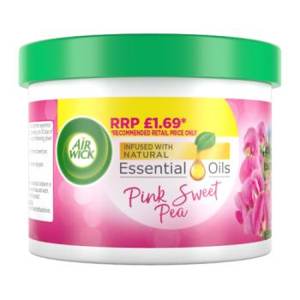 RRP £1.69*
*RECOMMENDED RETAIL PRICE ONLY
AIR
WICK
INFUSED WITH
NATURAL
Essential Oils
Pink Sweet
Pea